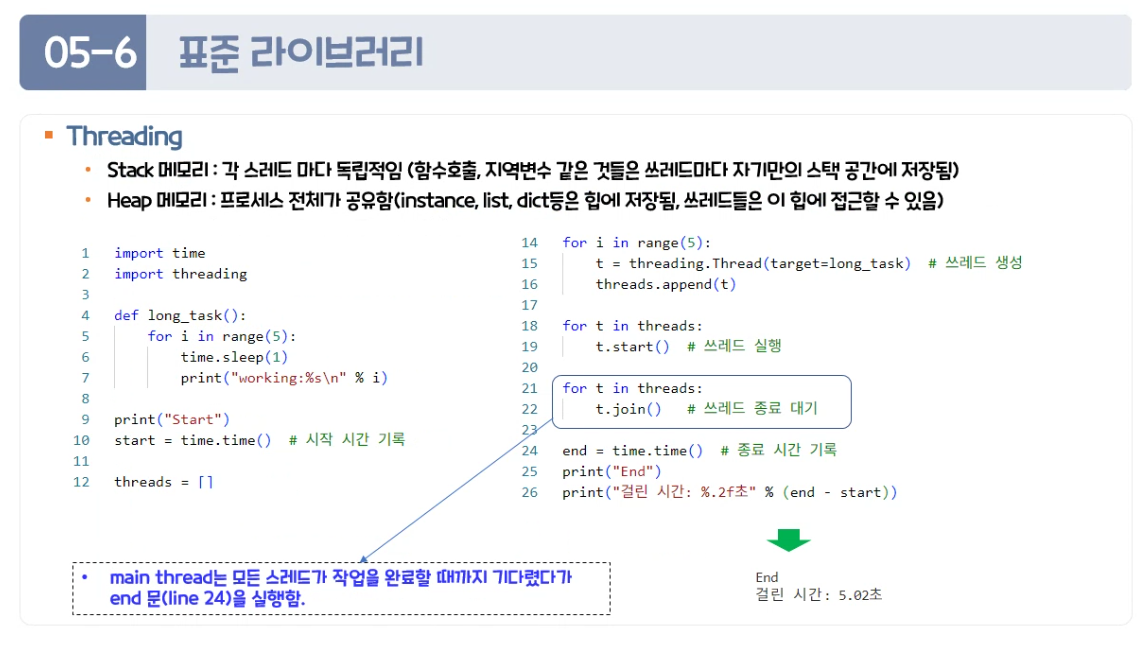 05-6 표준 라이브러리
Threading
Stack 메모리 : 각 스레드 마다 독립적임 (함수호출, 지역변수 같은 것들은 쓰레드마다 자기만의 스택 공간에 저장됨)
Heap 메모리 : 프로세스 전체가 공유함(instance, list, dict등은 힙에 저장됨, 쓰레드들은 이 힙에 접근할 수 있음)
1 import time
2 import threading
3
4 def long_task():
5     for i in range(5):
6         time.sleep(1)
7         print("working:%s\n" % i)
8
9 print("Start")
10 start = time.time()  # 시작 시간 기록
11
12 threads = []
14 for i in range(5):
15     t = threading.Thread(target=long_task)  # 쓰레드 생성
16     threads.append(t)
17
18 for t in threads:
19     t.start()  # 쓰레드 실행
20
21 for t in threads:
22     t.join()   # 쓰레드 종료 대기
23
24 end = time.time()  # 종료 시간 기록
25 print("End")
26 print("걸린 시간: %.2f초" % (end - start))
• main thread는 모든 스레드가 작업을 완료할 때까지 기다렸다가
end 문(line 24)을 실행함.
End
걸린 시간: 5.02초